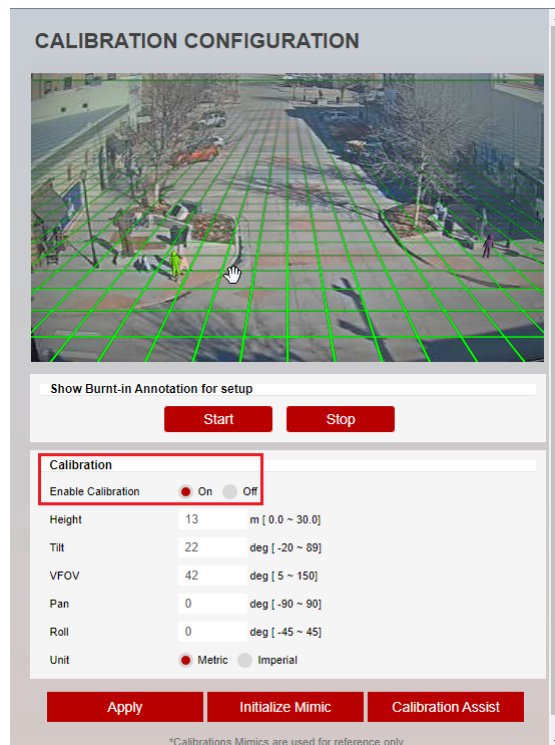 CALIBRATION CONFIGURATION
Show Burnt-in Annotation for setup
Start Stop
Calibration
Enable Calibration On Off
Height 13 m [ 0.0 ~ 30.0]
Tilt 22 deg [ -20 ~ 89]
VFOV 42 deg [ 5 ~ 150]
Pan 0 deg [ -90 ~ 90]
Roll 0 deg [ -45 ~ 45]
Unit Metric Imperial
Apply Initialize Mimic Calibration Assist
*Calibrations Mimics are used for reference only